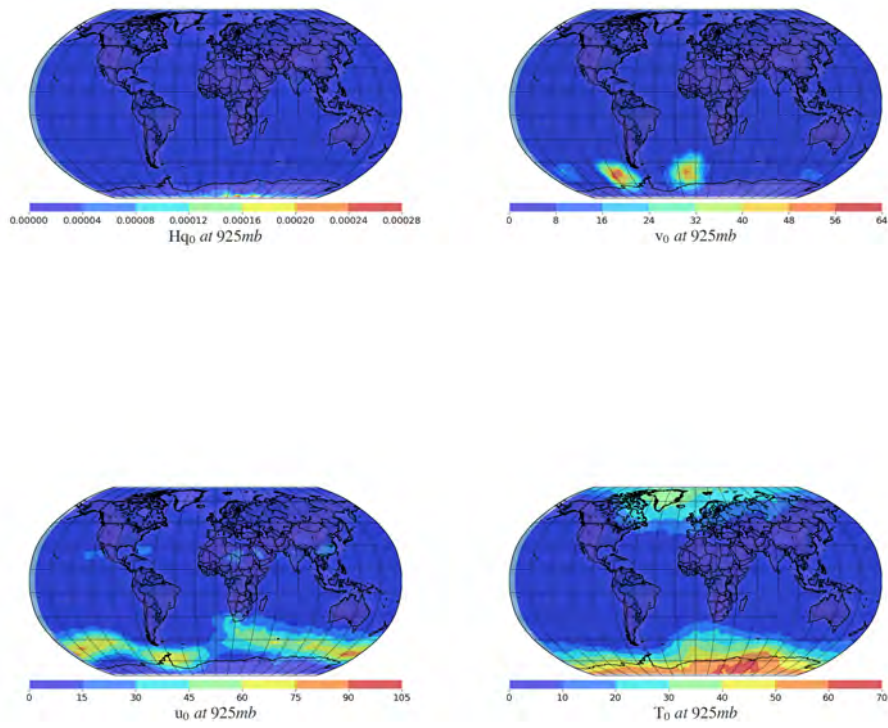 0.00000 0.00004 0.00008 0.00012 0.00016 0.00020 0.00024 0.00028
Hq₀ at 925mb
0 8 16 24 32 40 48 56 64
v₀ at 925mb
0 15 30 45 60 75 90 105
u₀ at 925mb
0 10 20 30 40 50 60 70
T₀ at 925mb